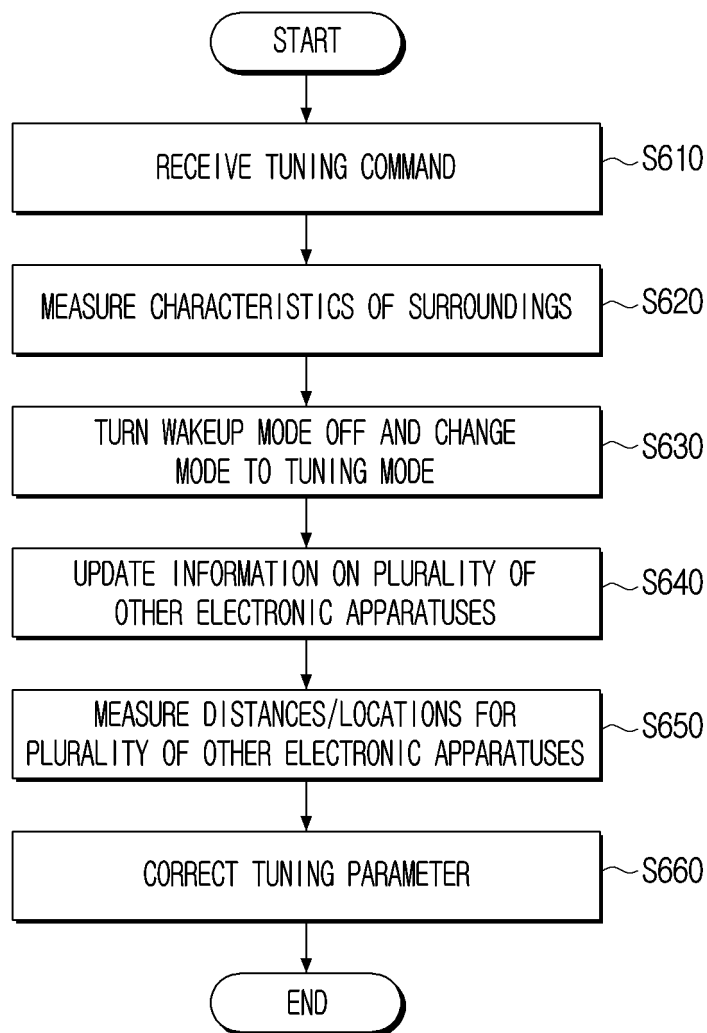 START
RECEIVE TUNING COMMAND
S610
MEASURE CHARACTERISTICS OF SURROUNDINGS
S620
TURN WAKEUP MODE OFF AND CHANGE
MODE TO TUNING MODE
S630
UPDATE INFORMATION ON PLURALITY OF
OTHER ELECTRONIC APPARATUSES
S640
MEASURE DISTANCES/LOCATIONS FOR
PLURALITY OF OTHER ELECTRONIC APPARATUSES
S650
CORRECT TUNING PARAMETER
S660
END